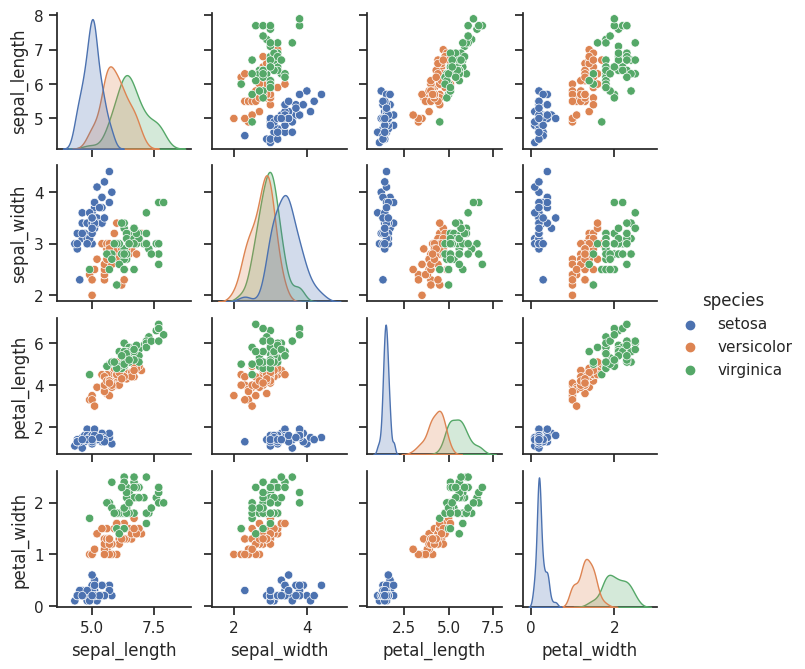 sepal_length
8
7
6
5
sepal_width
4
3
2
petal_length
6
4
2
petal_width
2
1
0
5.0 7.5
sepal_length
2 4
sepal_width
2.5 5.0 7.5
petal_length
0 2
petal_width
species
setosa
versicolor
virginica